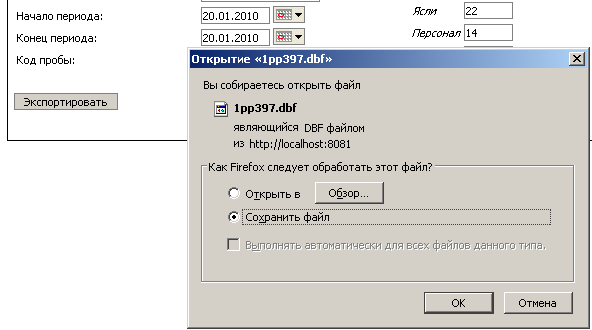 Начало периода: 20.01.2010 Ясли 22
Конец периода: 20.01.2010 Персонал 14
Код пробы:
Экспортировать
Открытие «1pp397.dbf»
Вы собираетесь открыть файл
1pp397.dbf
являющийся DBF файлом
из http://localhost:8081
Как Firefox следует обработать этот файл?
Открыть в Обзор...
Сохранить файл
Выполнять автоматически для всех файлов данного типа.
OK Отмена